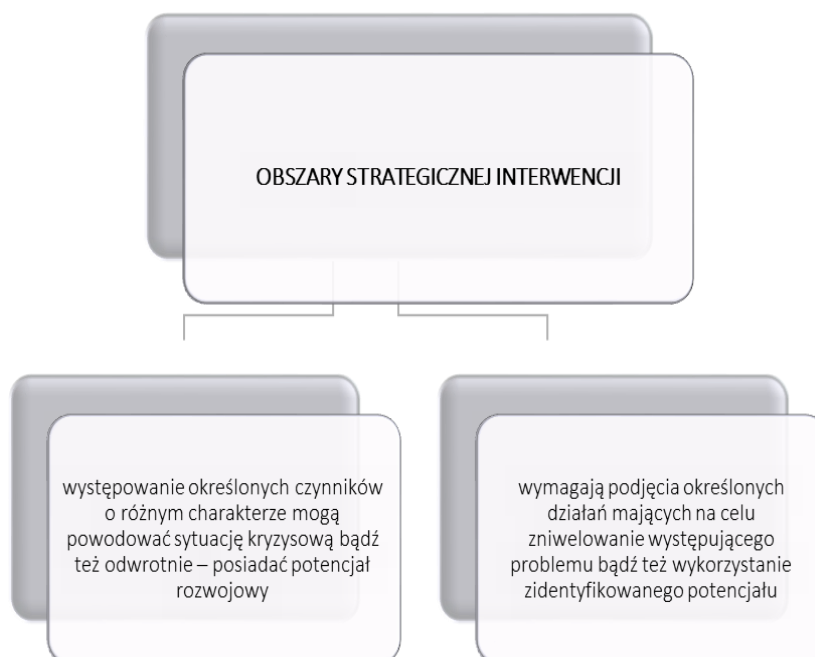 OBSZARY STRATEGICZNEJ INTERWENCJI
występowanie określonych czynników
o różnym charakterze mogą
powodować sytuację kryzysową bądź
też odwrotnie – posiadać potencjał
rozwojowy
wymagają podjęcia określonych
działań mających na celu
zniwelowanie występującego
problemu bądź też wykorzystanie
zidentyfikowanego potencjału